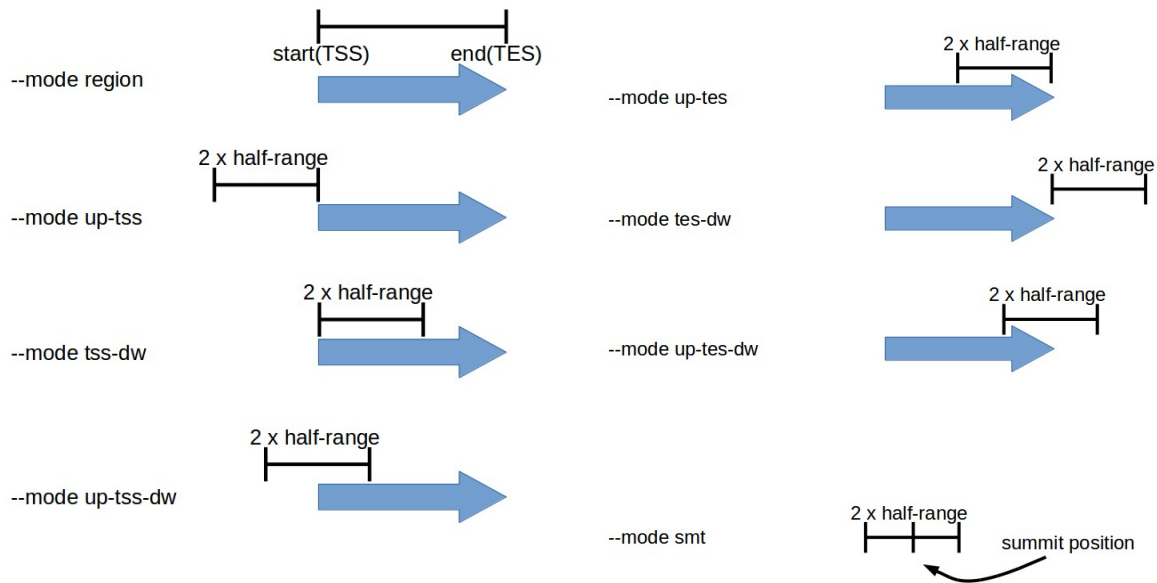 start(TSS) end(TES)
--mode region
2 x half-range
--mode up-tss
2 x half-range
--mode tss-dw
2 x half-range
--mode up-tss-dw
2 x half-range
--mode up-tes
2 x half-range
--mode tes-dw
2 x half-range
--mode up-tes-dw
2 x half-range
--mode smt
summit position